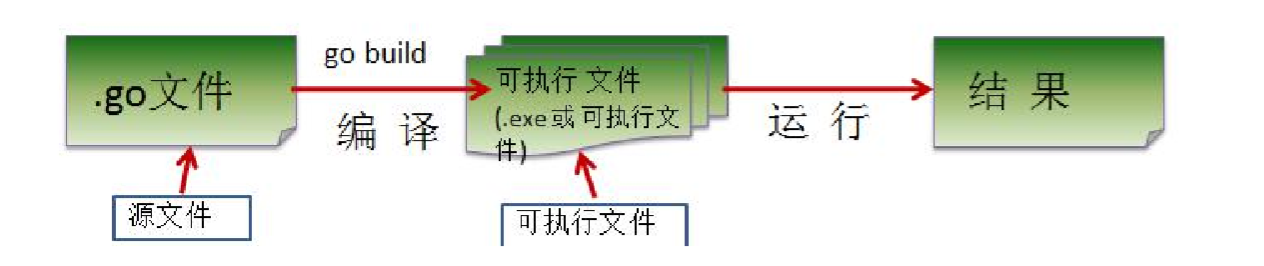 .go文件
go build
编 译
可执行 文件
(.exe或 可执行文
件)
运 行
结 果
源文件
可执行文件